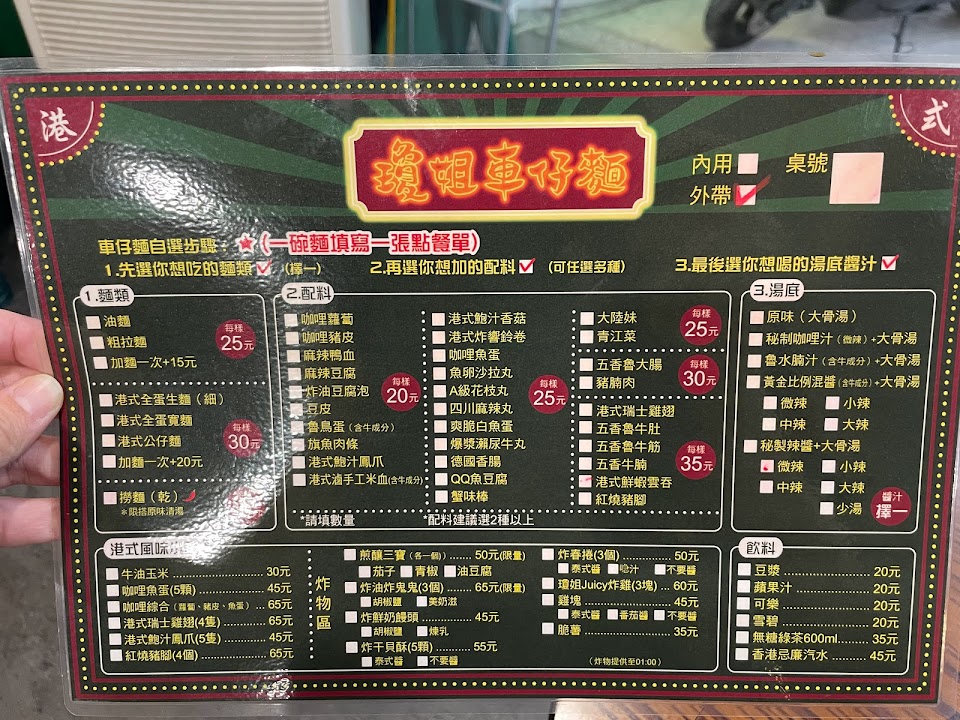 港
式
瓊姐車仔麵
內用
桌號
外帶
車仔麵自選步驟：★(一碗麵填寫一張點餐單)
1.先選你想吃的麵類 (擇一)
2.再選你想加的配料 (可任選多種)
3.最後選你想喝的湯底醬汁
1.麵類
油麵
粗拉麵
加麵一次+15元
每樣25元
港式全蛋生麵（細）
港式全蛋寬麵
港式公仔麵
加麵一次+20元
每樣30元
撈麵（乾）
＊限搭原味清湯
2.配料
咖哩蘿蔔
咖哩豬皮
麻辣鴨血
麻辣豆腐
炸油豆腐泡
豆皮
魯鳥蛋（含牛成分）
旗魚肉條
港式鮑汁鳳爪
港式滷手工米血(含牛成分)
每樣20元
*請填數量
港式鮑汁香菇
港式炸響鈴卷
咖哩魚蛋
魚卵沙拉丸
A級花枝丸
四川麻辣丸
爽脆白魚蛋
爆漿瀨尿牛丸
德國香腸
QQ魚豆腐
蟹味棒
每樣25元
*配料建議選2種以上
大陸妹
青江菜
每樣25元
五香魯大腸
豬腩肉
每樣30元
港式瑞士雞翅
五香魯牛肚
五香魯牛筋
五香牛腩
港式鮮蝦雲吞
紅燒豬腳
每樣35元
3.湯底
原味（大骨湯）
秘制咖哩汁（微辣）+大骨湯
魯水腩汁（含牛成分）+大骨湯
黃金比例混醬（含牛成分）+大骨湯
微辣 小辣
中辣 大辣
秘製辣醬+大骨湯
微辣 小辣
中辣 大辣
少湯
醬汁擇一
港式風味
牛油玉米 30元
咖哩魚蛋(5顆) 45元
咖哩綜合（蘿蔔、豬皮、魚蛋） 65元
港式瑞士雞翅(4隻) 65元
港式鮑汁鳳爪(5隻) 45元
紅燒豬腳(4個) 65元
炸物區
煎釀三寶（各一個） 50元(限量)
茄子 青椒 油豆腐
炸油炸鬼鬼(3個) 65元(限量)
胡椒鹽 美奶滋
炸鮮奶饅頭 45元
胡椒鹽 煉乳
炸干貝酥(5顆) 55元
泰式醬 不要醬
炸春捲(3個) 50元
泰式醬 喼汁 不要醬
瓊姐Juicy炸雞(3塊) 60元
雞塊 45元
泰式醬 番茄醬 不要醬
脆薯 35元
（炸物提供至01:00）
飲料
豆漿 20元
蘋果汁 20元
可樂 20元
雪碧 20元
無糖綠茶600ml 35元
香港忌廉汽水 45元